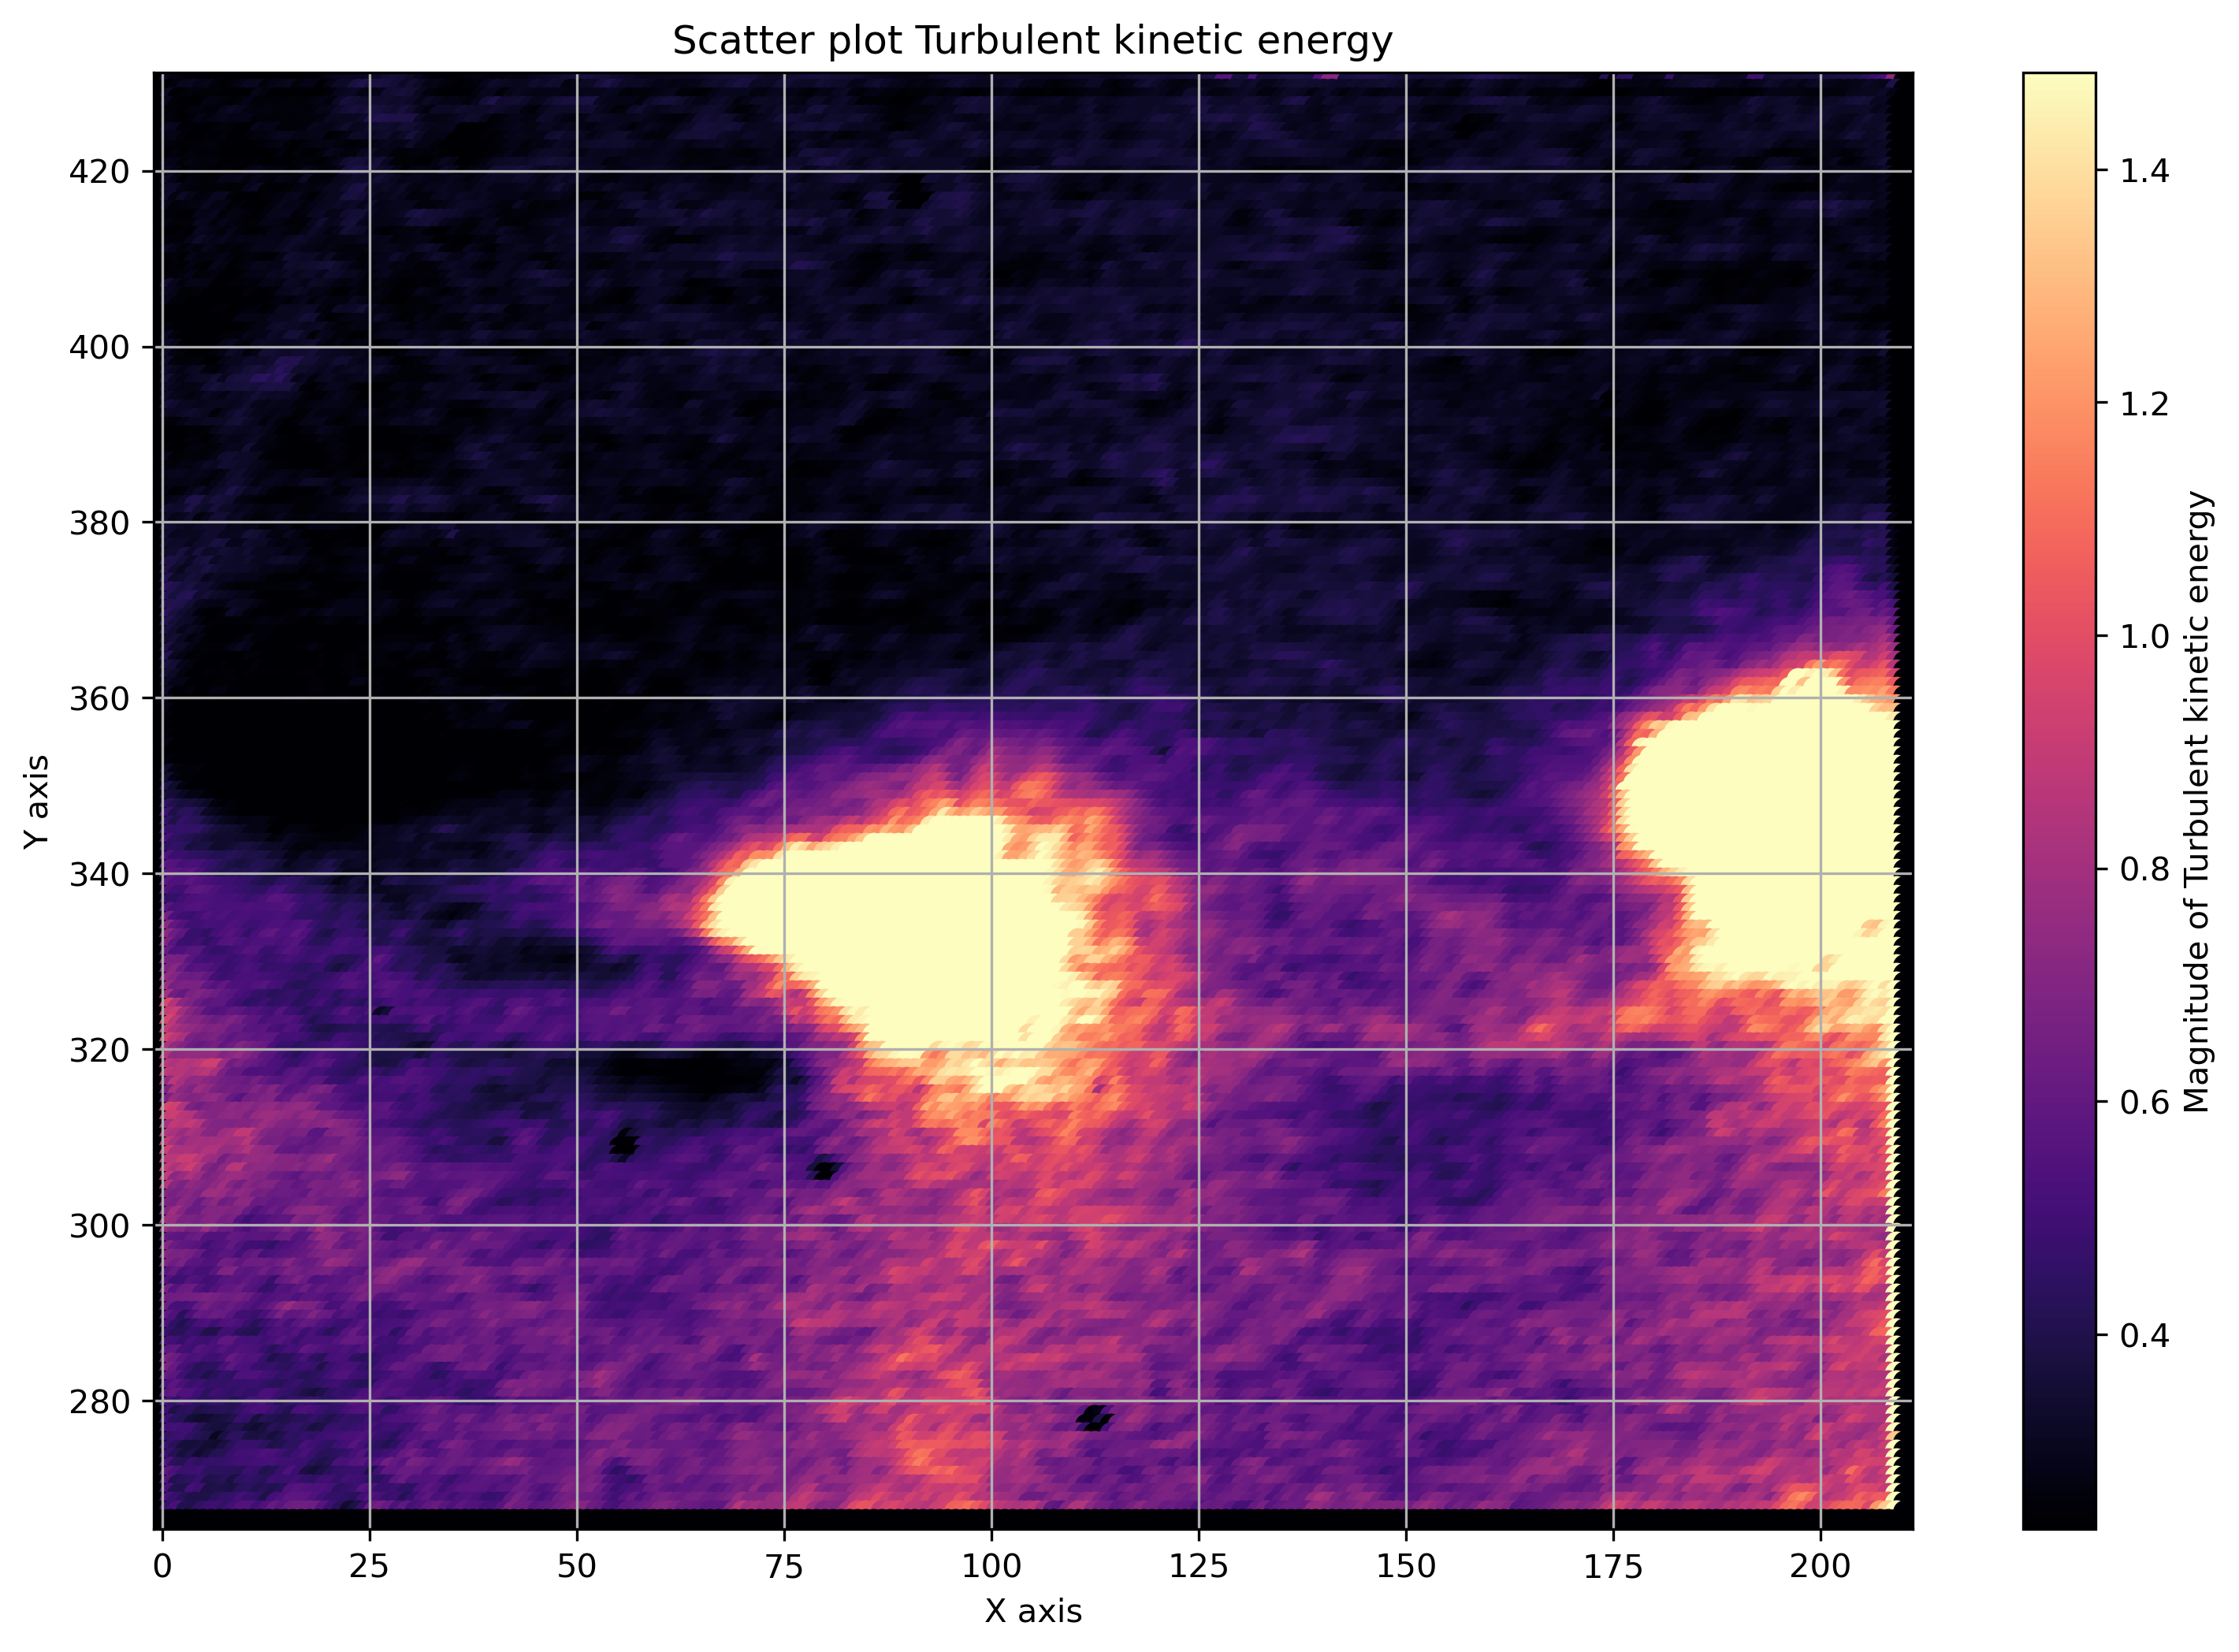 Scatter plot Turbulent kinetic energy
420
400
380
360
340
320
300
280
Y axis
0 25 50 75 100 125 150 175 200
X axis
1.4
1.2
1.0
0.8
0.6
0.4
Magnitude of Turbulent kinetic energy